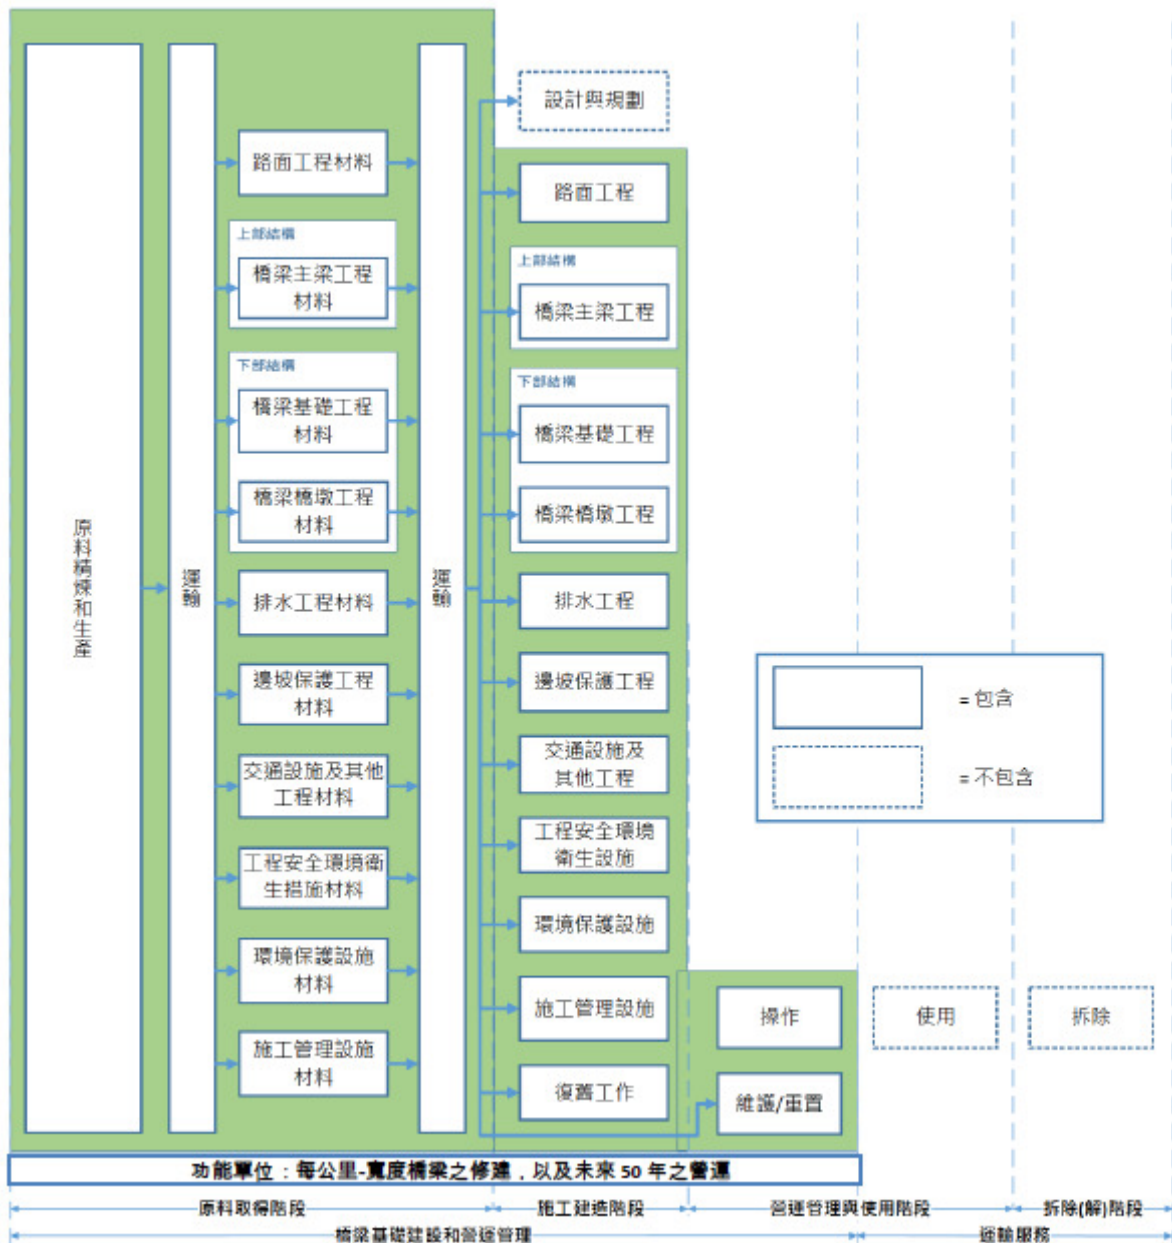 設計與規劃
路面工程材料
路面工程
上部結構
橋梁主梁工程
材料
上部結構
橋梁主梁工程
下部結構
橋梁基礎工程
材料
橋梁橋墩工程
材料
下部結構
橋梁基礎工程
橋梁橋墩工程
原料精煉和生產
運輸
運輸
排水工程材料
排水工程
邊坡保護工程
材料
邊坡保護工程
= 包含
= 不包含
交通設施及其他
工程材料
交通設施及
其他工程
工程安全環境衛
生措施材料
工程安全環境
衛生設施
環境保護設施
材料
環境保護設施
施工管理設施
材料
施工管理設施
操作
使用
拆除
復舊工作
維護/重置
功能單位：每公里-寬度橋梁之修建，以及未來 50 年之營運
原料取得階段
施工建造階段
營運管理與使用階段
拆除(解)階段
橋梁基礎建設和營運管理
運輸服務